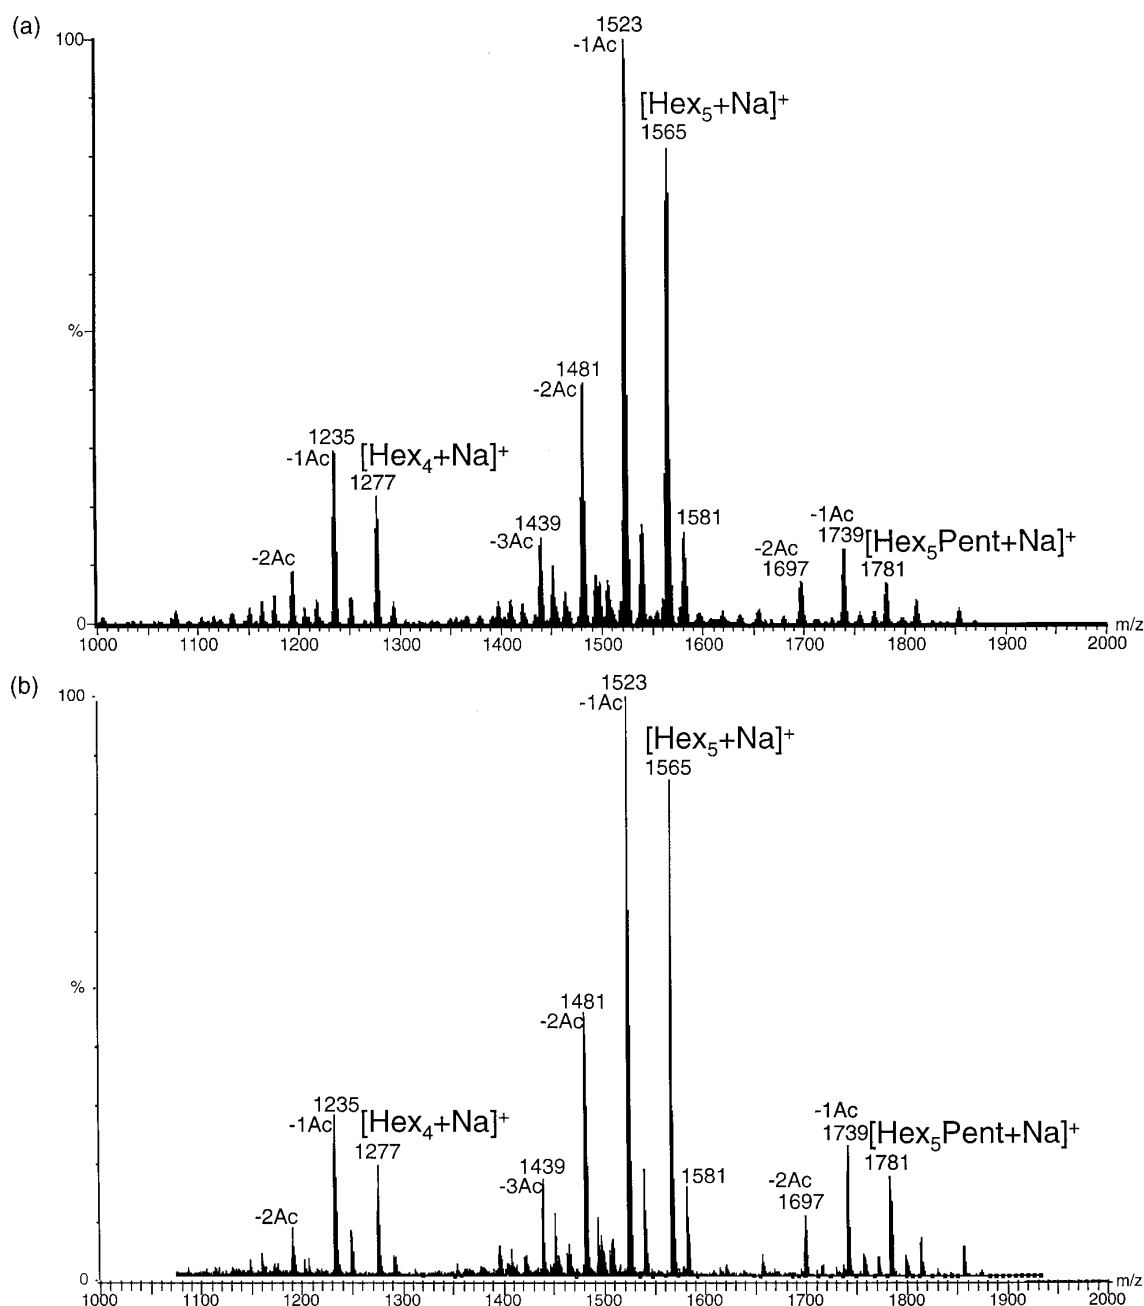 (a)
100
1523
-1Ac
[Hex₅+Na]⁺
1565
1481
-2Ac
%
1235
-1Ac
[Hex₄+Na]⁺
1277
-2Ac
1439
-3Ac
1581
-1Ac
1739
[Hex₅Pent+Na]⁺
-2Ac
1697
1781
0
1000 1100 1200 1300 1400 1500 1600 1700 1800 1900 2000 m/z
(b)
100
1523
-1Ac
[Hex₅+Na]⁺
1565
1481
-2Ac
%
1235
-1Ac
[Hex₄+Na]⁺
1277
-2Ac
1439
-3Ac
1581
-1Ac
1739
[Hex₅Pent+Na]⁺
1781
-2Ac
1697
0
1000 1100 1200 1300 1400 1500 1600 1700 1800 1900 2000 m/z